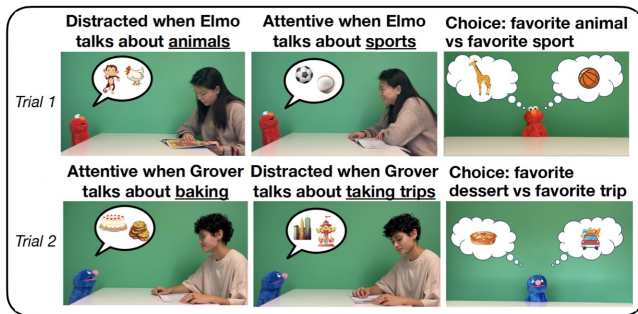 Distracted when Elmo
talks about animals
Attentive when Elmo
talks about sports
Choice: favorite animal
vs favorite sport
Trial 1
Attentive when Grover
talks about baking
Distracted when Grover
talks about taking trips
Choice: favorite
dessert vs favorite trip
Trial 2